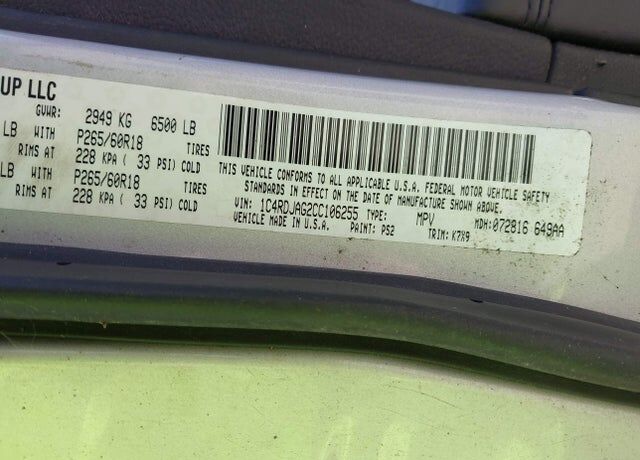 UP LLC
GVWR: 2949 KG 6500 LB
LB WITH P265/60R18 TIRES
RIMS AT 228 KPA ( 33 PSI) COLD
LB WITH P265/60R18 TIRES
RIMS AT 228 KPA ( 33 PSI) COLD
THIS VEHICLE CONFORMS TO ALL APPLICABLE U.S.A. FEDERAL MOTOR VEHICLE SAFETY
STANDARDS IN EFFECT ON THE DATE OF MANUFACTURE SHOWN ABOVE.
VIN: 1C4RDJAG2CC106255 TYPE: MPV MDH:072816 649AA
VEHICLE MADE IN U.S.A. PAINT: PS2 TRIM: K7X9